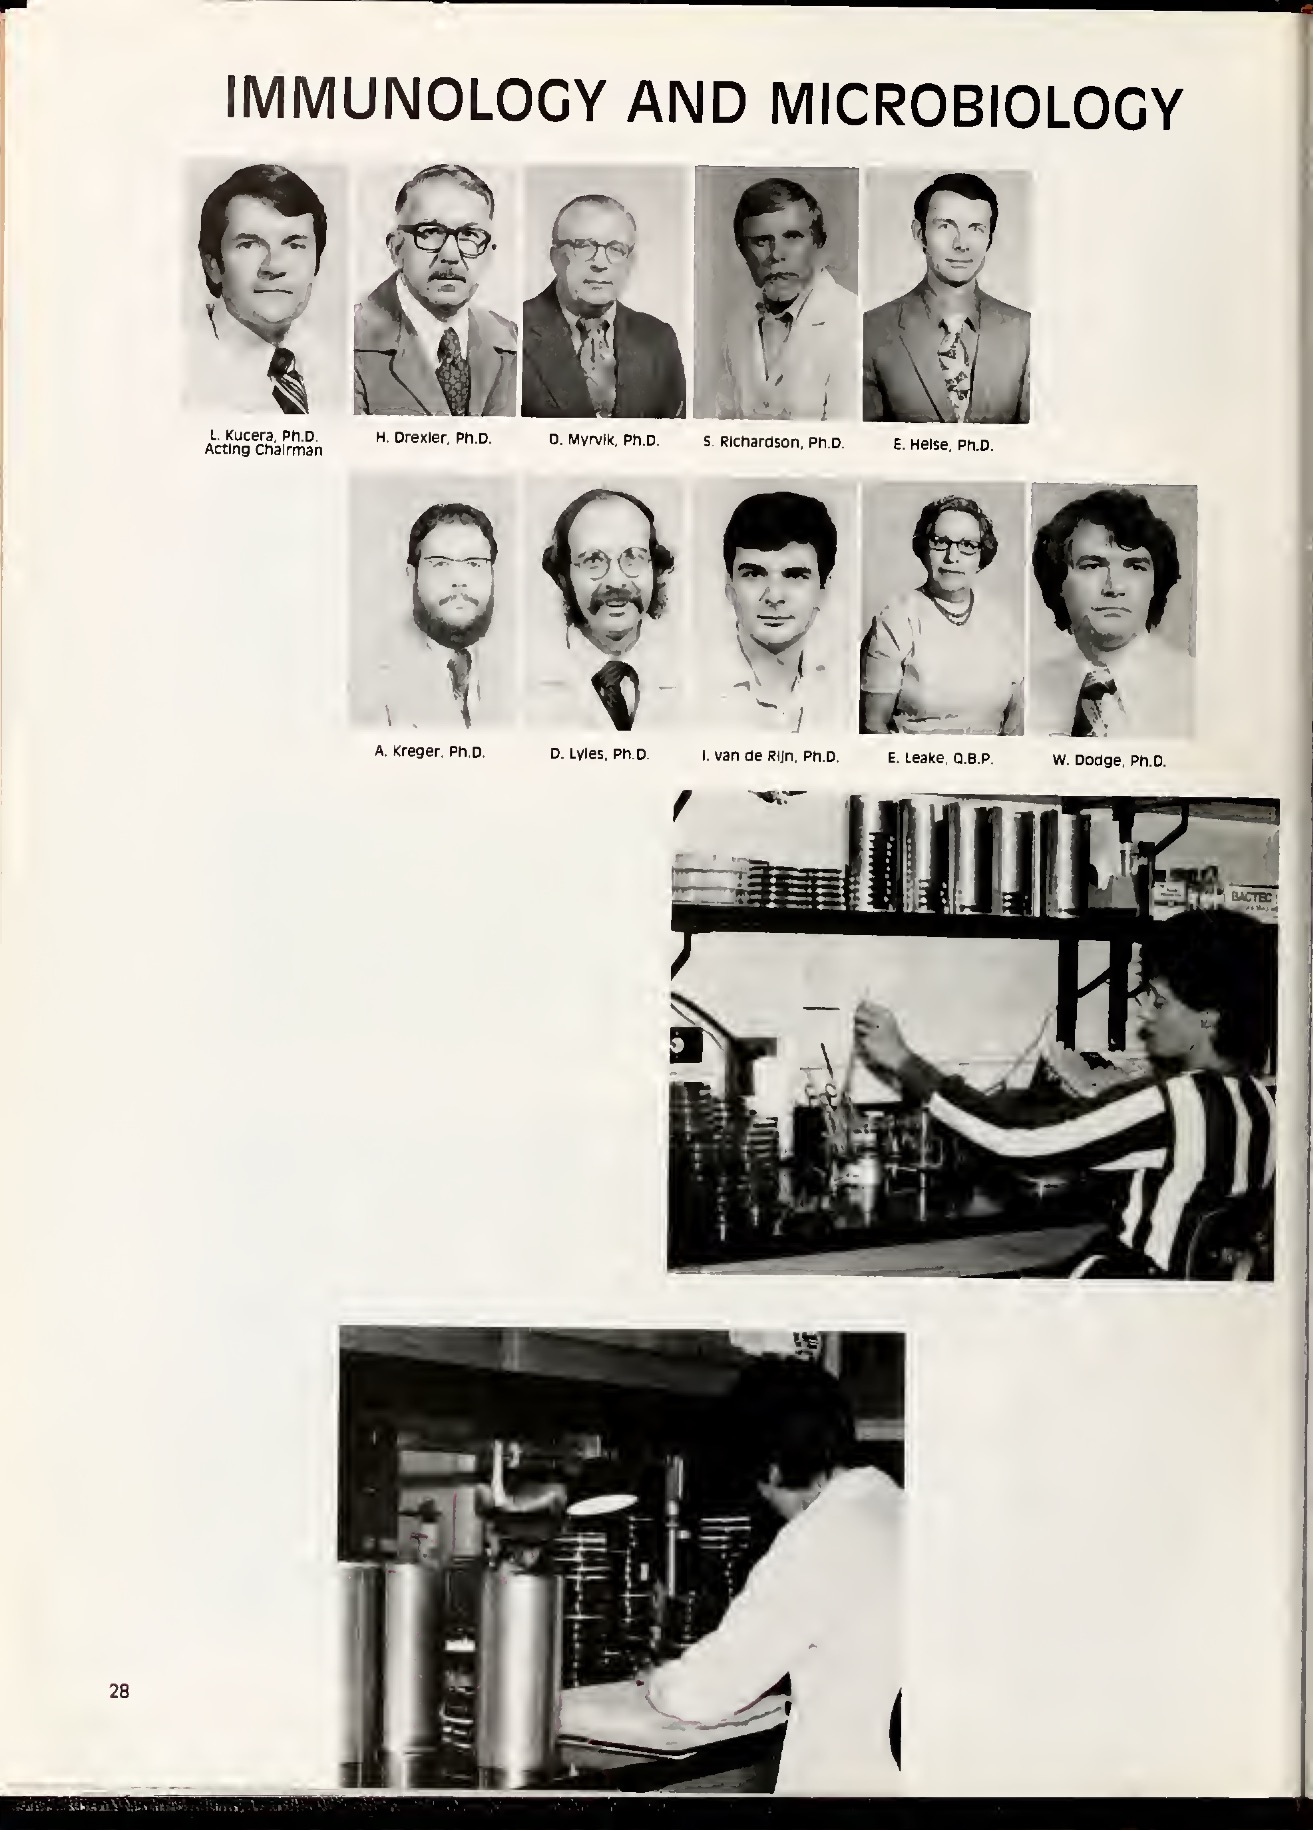 IMMUNOLOGY AND MICROBIOLOGY
L. Kucera, Ph.D.
Acting Chairman
H. Drexler, Ph.D.
Q. Myrvik, Ph.D.
S. Richardson, Ph.D.
E. Heise, Ph.D.
A. Kreger, Ph.D.
D. Lyles, Ph.D.
I. van de Rijn, Ph.D.
E. Leake, Q.B.P.
W. Dodge, Ph.D.
BACTEC
28